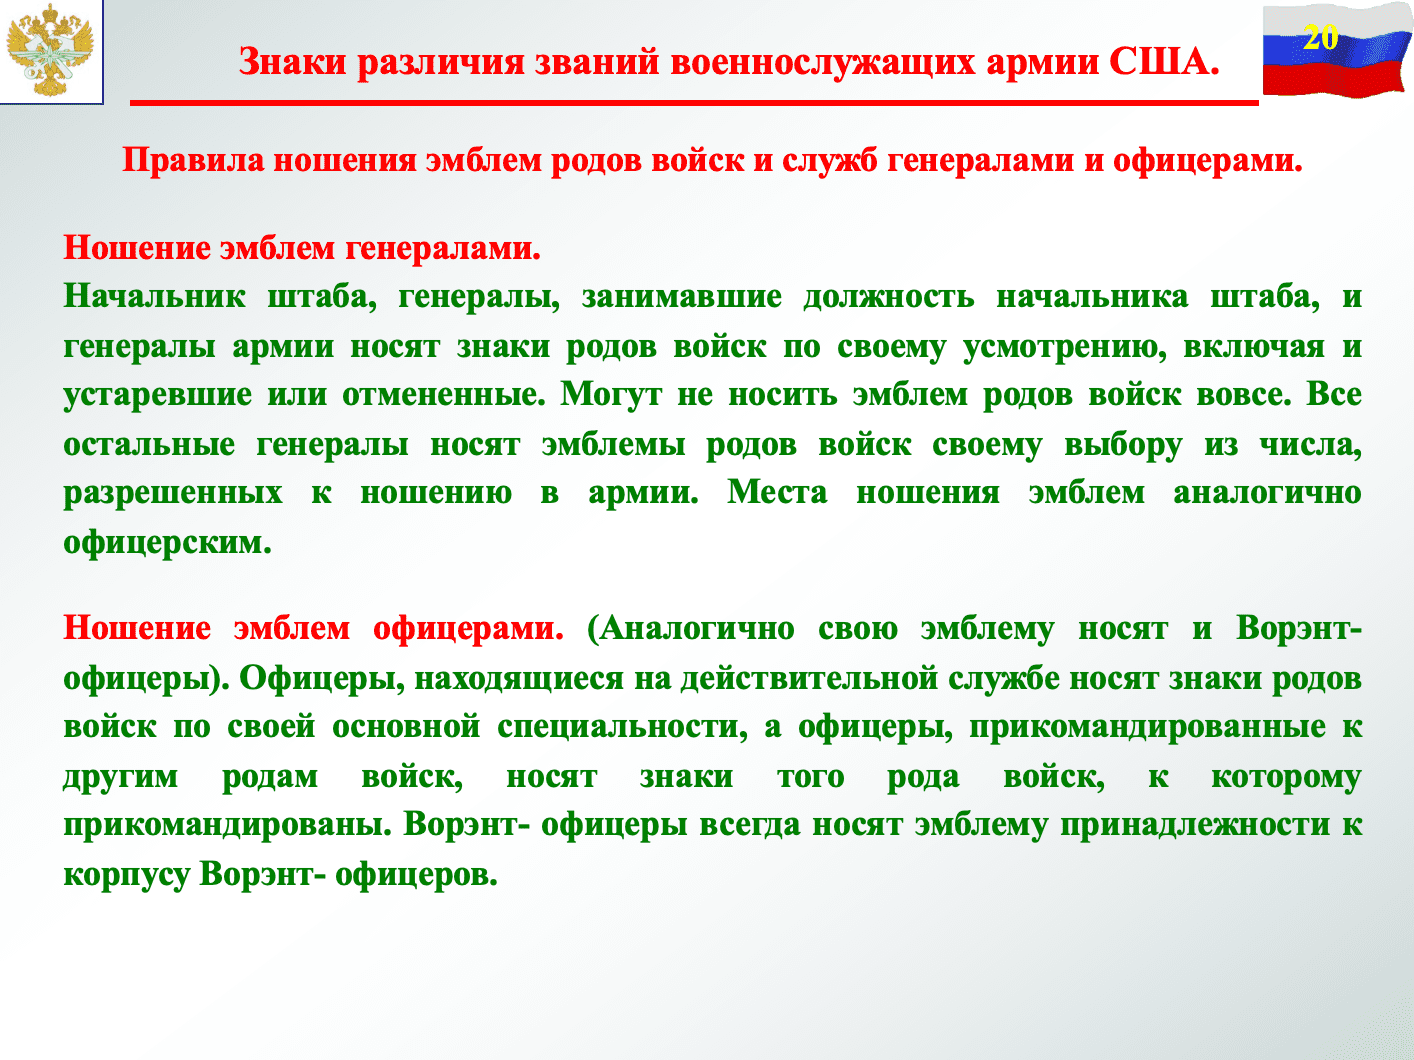 20
Знаки различия званий военнослужащих армии США.
Правила ношения эмблем родов войск и служб генералами и офицерами.
Ношение эмблем генералами.
Начальник штаба, генералы, занимавшие должность начальника штаба, и
генералы армии носят знаки родов войск по своему усмотрению, включая и
устаревшие или отмененные. Могут не носить эмблем родов войск вовсе. Все
остальные генералы носят эмблемы родов войск своему выбору из числа,
разрешенных к ношению в армии. Места ношения эмблем аналогично
офицерским.
Ношение эмблем офицерами. (Аналогично свою эмблему носят и Ворэнт-
офицеры). Офицеры, находящиеся на действительной службе носят знаки родов
войск по своей основной специальности, а офицеры, прикомандированные к
другим родам войск, носят знаки того рода войск, к которому
прикомандированы. Ворэнт- офицеры всегда носят эмблему принадлежности к
корпусу Ворэнт- офицеров.